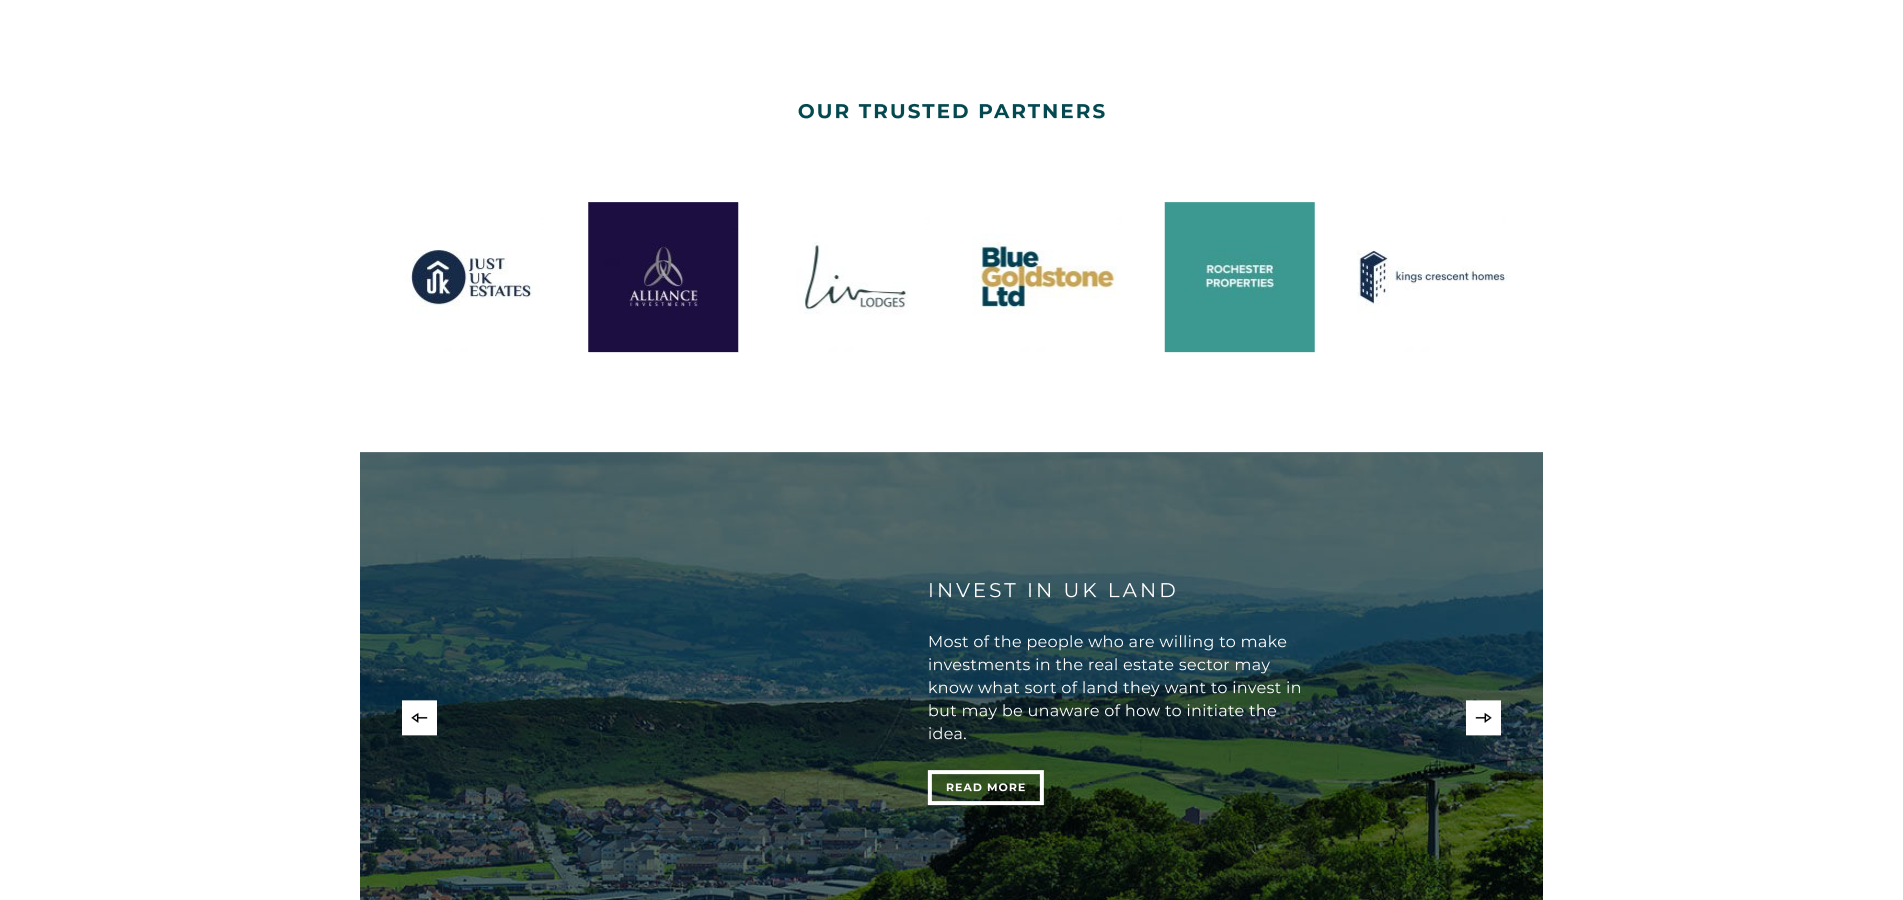 OUR TRUSTED PARTNERS
uk
JUST
UK
ESTATES
ALLIANCE
INVESTMENTS
Liv
LODGES
Blue
Goldstone
Ltd
ROCHESTER
PROPERTIES
kings crescent homes
INVEST IN UK LAND
Most of the people who are willing to make
investments in the real estate sector may
know what sort of land they want to invest in
but may be unaware of how to initiate the
idea.
READ MORE